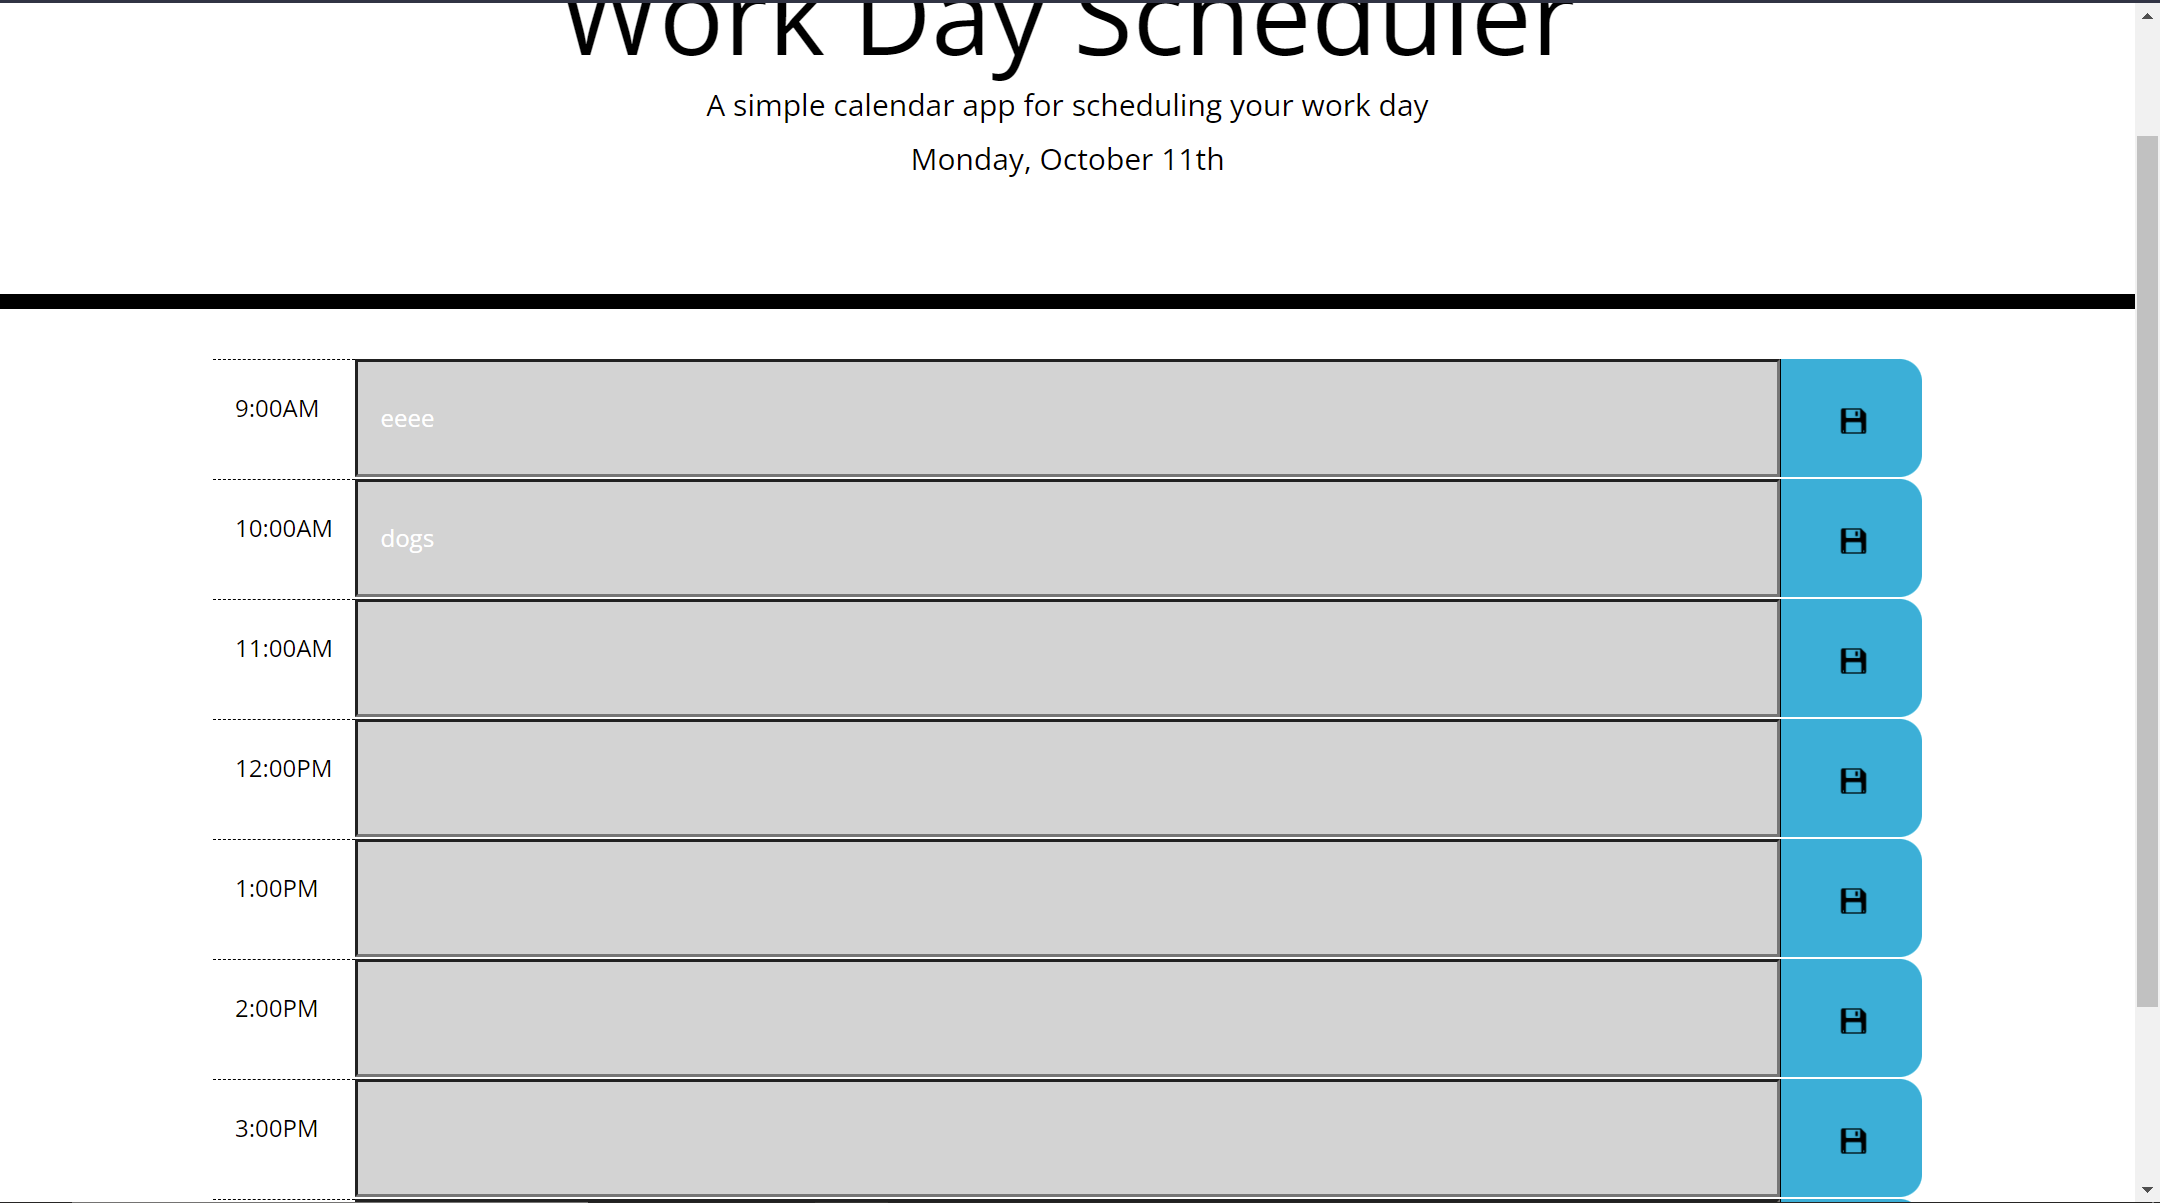 Work Day Scheduler
A simple calendar app for scheduling your work day
Monday, October 11th
9:00AM
eeee
10:00AM
dogs
11:00AM
12:00PM
1:00PM
2:00PM
3:00PM